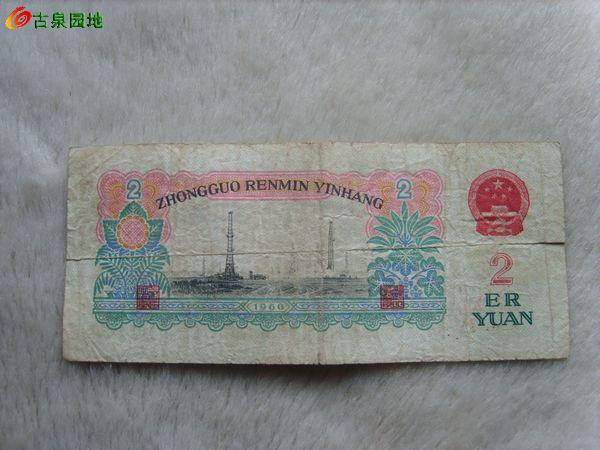 古泉园地
2
2
ZHONGGUO RENMIN YINHANG
1960
2
ER
YUAN